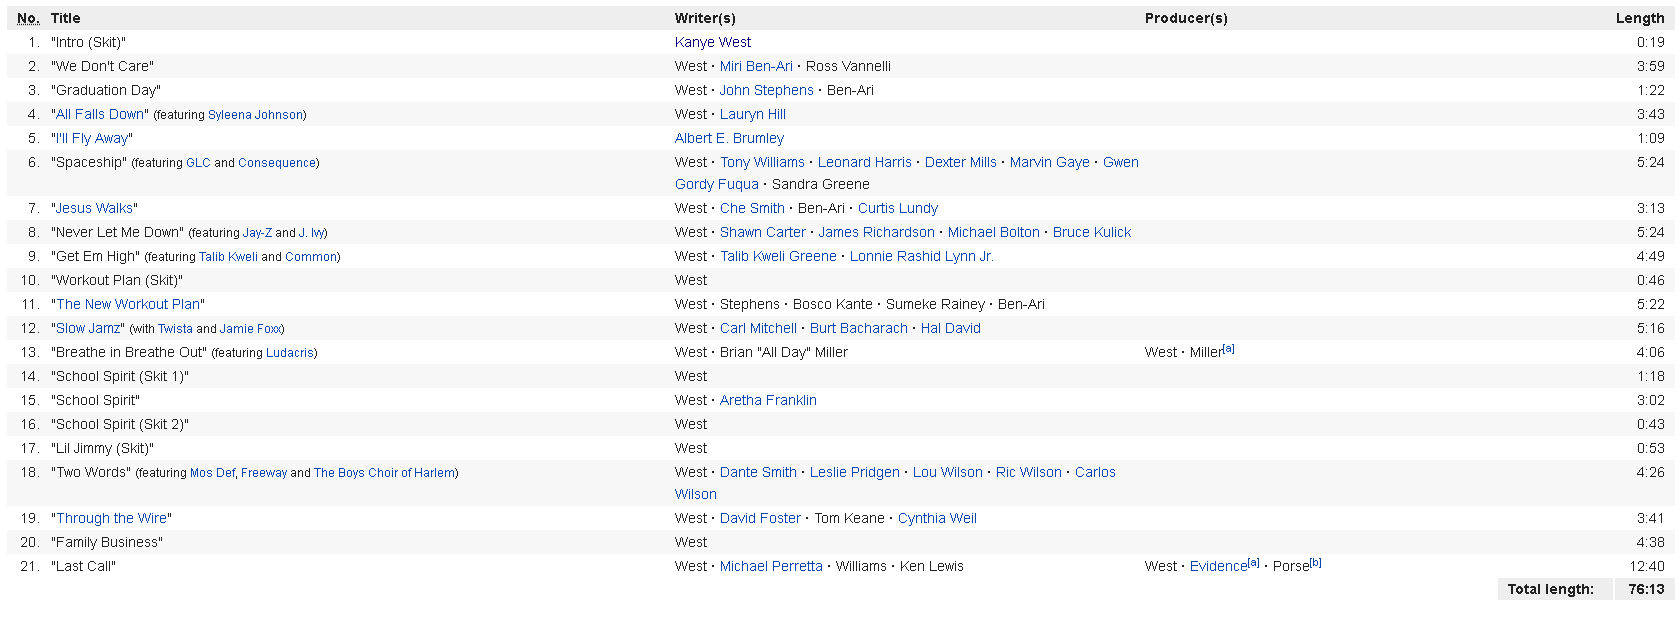 No. Title Writer(s) Producer(s) Length
1. "Intro (Skit)" Kanye West 0:19
2. "We Don't Care" West · Miri Ben-Ari · Ross Vannelli 3:59
3. "Graduation Day" West · John Stephens · Ben-Ari 1:22
4. "All Falls Down" (featuring Syleena Johnson) West · Lauryn Hill 3:43
5. "I'll Fly Away" Albert E. Brumley 1:09
6. "Spaceship" (featuring GLC and Consequence) West · Tony Williams · Leonard Harris · Dexter Mills · Marvin Gaye · Gwen 5:24
Gordy Fuqua · Sandra Greene
7. "Jesus Walks" West · Che Smith · Ben-Ari · Curtis Lundy 3:13
8. "Never Let Me Down" (featuring Jay-Z and J. Ivy) West · Shawn Carter · James Richardson · Michael Bolton · Bruce Kulick 5:24
9. "Get Em High" (featuring Talib Kweli and Common) West · Talib Kweli Greene · Lonnie Rashid Lynn Jr. 4:49
10. "Workout Plan (Skit)" West 0:46
11. "The New Workout Plan" West · Stephens · Bosco Kante · Sumeke Rainey · Ben-Ari 5:22
12. "Slow Jamz" (with Twista and Jamie Foxx) West · Carl Mitchell · Burt Bacharach · Hal David 5:16
13. "Breathe in Breathe Out" (featuring Ludacris) West · Brian "All Day" Miller West · Miller[a] 4:06
14. "School Spirit (Skit 1)" West 1:18
15. "School Spirit" West · Aretha Franklin 3:02
16. "School Spirit (Skit 2)" West 0:43
17. "Lil Jimmy (Skit)" West 0:53
18. "Two Words" (featuring Mos Def, Freeway and The Boys Choir of Harlem) West · Dante Smith · Leslie Pridgen · Lou Wilson · Ric Wilson · Carlos 4:26
Wilson
19. "Through the Wire" West · David Foster · Tom Keane · Cynthia Weil 3:41
20. "Family Business" West 4:38
21. "Last Call" West · Michael Perretta · Williams · Ken Lewis West · Evidence[a] · Porse[b] 12:40
Total length: 76:13